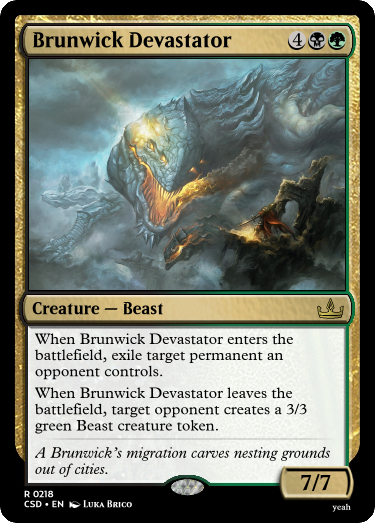 Brunwick Devastator 4
Creature — Beast
When Brunwick Devastator enters the
battlefield, exile target permanent an
opponent controls.
When Brunwick Devastator leaves the
battlefield, target opponent creates a 3/3
green Beast creature token.
A Brunwick's migration carves nesting grounds
out of cities.
7/7
R 0218
CSD • EN Luka Brico
yeah